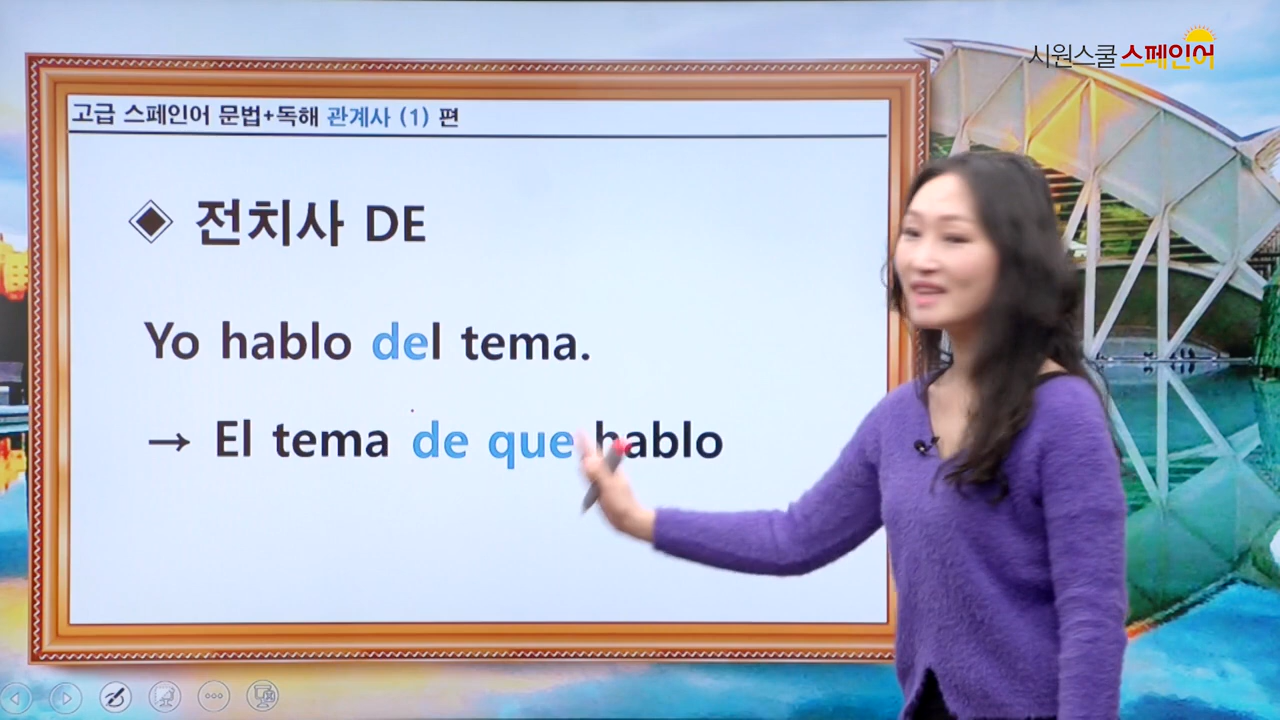 시원스쿨 스페인어
고급 스페인어 문법+독해 관계사 (1) 편
◈ 전치사 DE
Yo hablo del tema.
→ El tema de que hablo